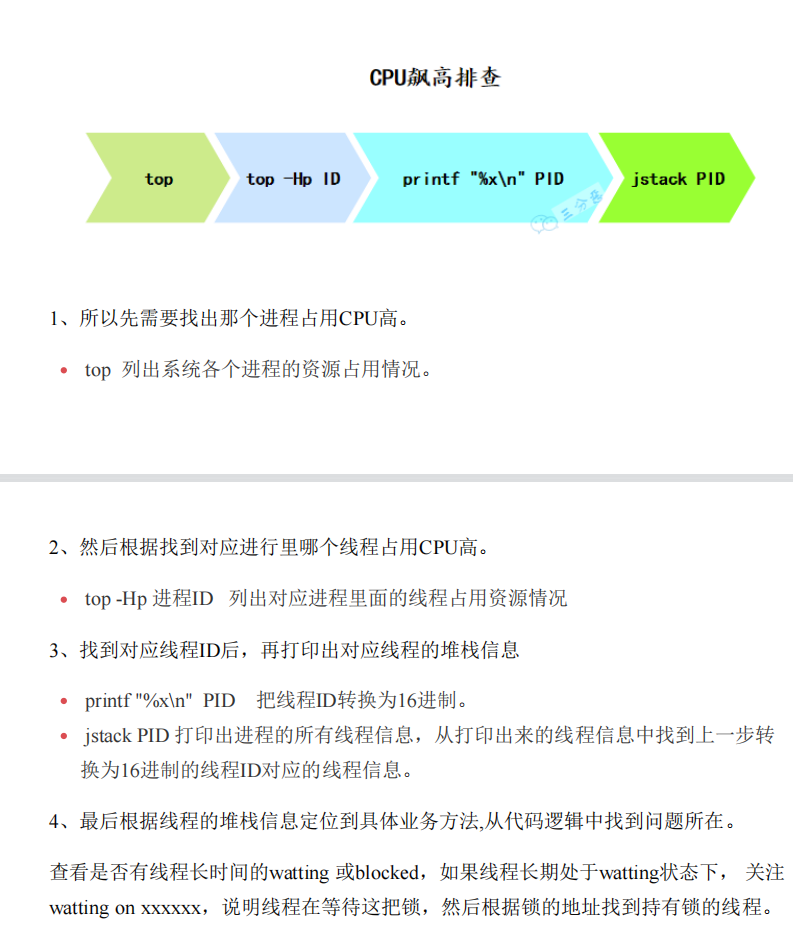 CPU飙高排查
top
top -Hp ID
printf "%x\n" PID
jstack PID
三分恶
1、所以先需要找出那个进程占用CPU高。
• top 列出系统各个进程的资源占用情况。
2、然后根据找到对应进行里哪个线程占用CPU高。
• top -Hp 进程ID 列出对应进程里面的线程占用资源情况
3、找到对应线程ID后，再打印出对应线程的堆栈信息
• printf "%x\n" PID 把线程ID转换为16进制。
• jstack PID 打印出进程的所有线程信息，从打印出来的线程信息中找到上一步转
换为16进制的线程ID对应的线程信息。
4、最后根据线程的堆栈信息定位到具体业务方法,从代码逻辑中找到问题所在。
查看是否有线程长时间的watting 或blocked，如果线程长期处于watting状态下， 关注
watting on xxxxxx，说明线程在等待这把锁，然后根据锁的地址找到持有锁的线程。